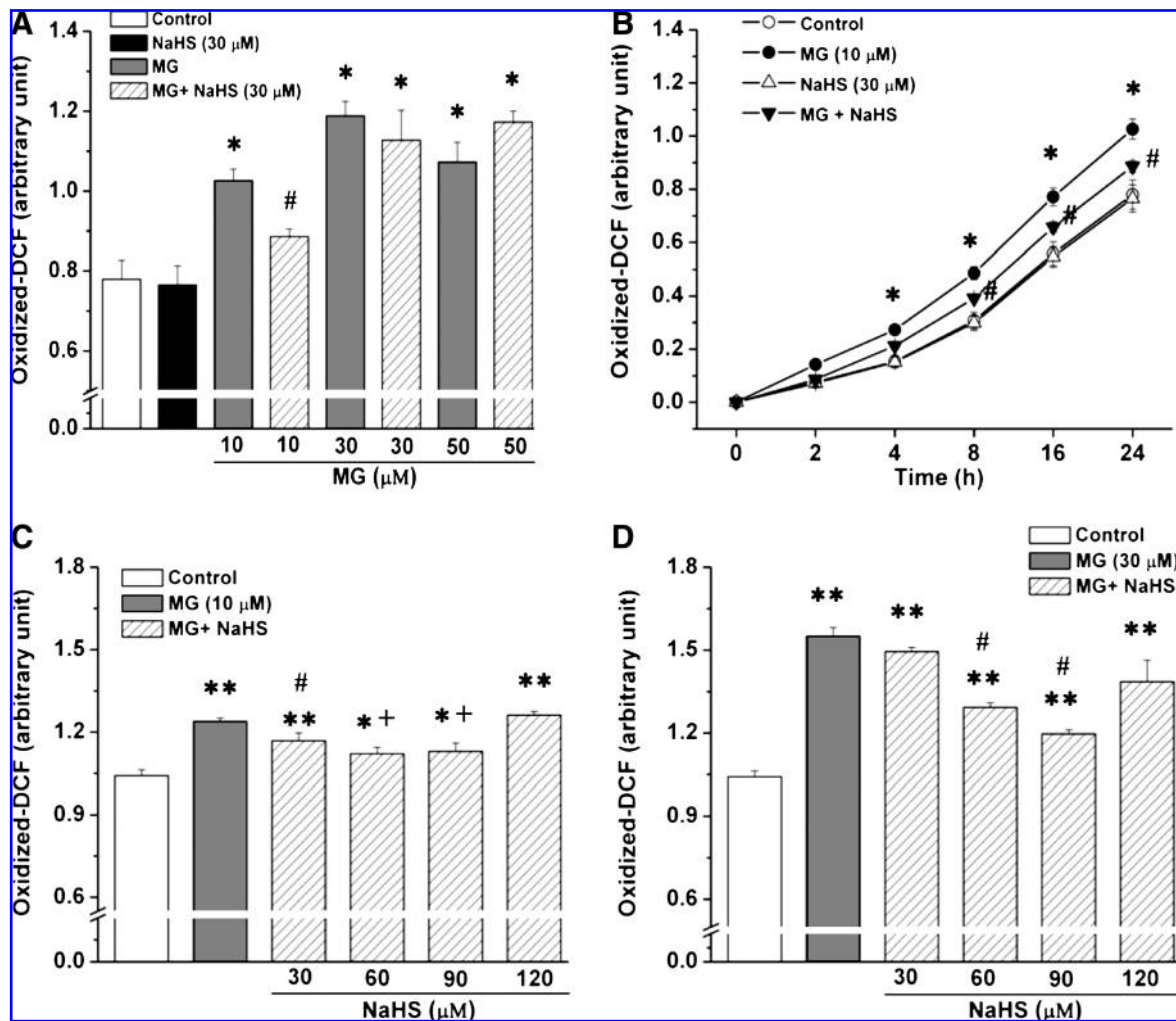 A
Control
NaHS (30 μM)
MG
MG+ NaHS (30 μM)
Oxidized-DCF (arbitrary unit)
1.4
1.2
1.0
0.8
0.6
0.0
*
#
*
*
*
*
10 10 30 30 50 50
MG (μM)
B
Control
MG (10 μM)
NaHS (30 μM)
MG + NaHS
Oxidized-DCF (arbitrary unit)
1.4
1.2
1.0
0.8
0.6
0.4
0.2
0.0
*
*
*
*
#
#
#
0 2 4 8 16 24
Time (h)
C
Control
MG (10 μM)
MG+ NaHS
Oxidized-DCF (arbitrary unit)
1.8
1.5
1.2
0.9
0.6
0.0
**
#
**
* +
* +
**
30 60 90 120
NaHS (μM)
D
Control
MG (30 μM)
MG+ NaHS
Oxidized-DCF (arbitrary unit)
1.8
1.5
1.2
0.9
0.6
0.0
**
**
#
**
#
**
**
30 60 90 120
NaHS (μM)